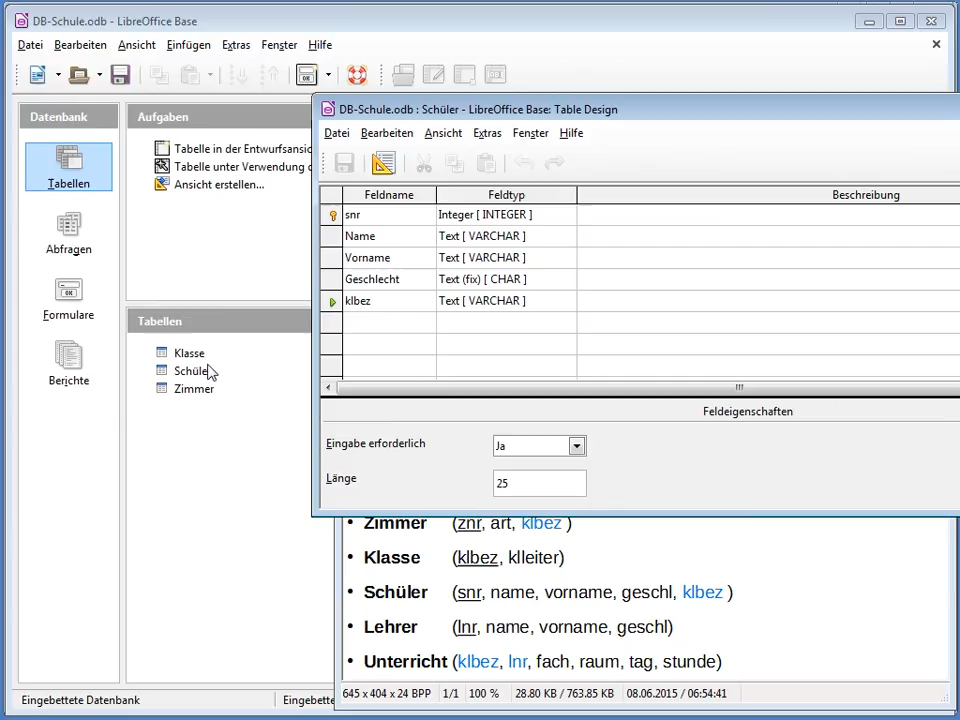 DB-Schule.odb - LibreOffice Base
Datei Bearbeiten Ansicht Einfügen Extras Fenster Hilfe
Datenbank
Tabellen
Abfragen
Formulare
Berichte
Aufgaben
Tabelle in der Entwurfsansic
Tabelle unter Verwendung d
Ansicht erstellen...
Tabellen
Klasse
Schüle
Zimmer
DB-Schule.odb : Schüler - LibreOffice Base: Table Design
Datei Bearbeiten Ansicht Extras Fenster Hilfe
Feldname Feldtyp Beschreibung
snr Integer [ INTEGER ]
Name Text [ VARCHAR ]
Vorname Text [ VARCHAR ]
Geschlecht Text (fix) [ CHAR ]
klbez Text [ VARCHAR ]
Feldeigenschaften
Eingabe erforderlich Ja
Länge 25
• Zimmer (znr, art, klbez )
• Klasse (klbez, klleiter)
• Schüler (snr, name, vorname, geschl, klbez )
• Lehrer (lnr, name, vorname, geschl)
• Unterricht (klbez, lnr, fach, raum, tag, stunde)
645 x 404 x 24 BPP 1/1 100 % 28.80 KB / 763.85 KB 08.06.2015 / 06:54:41
Eingebettete Datenbank Eingebette